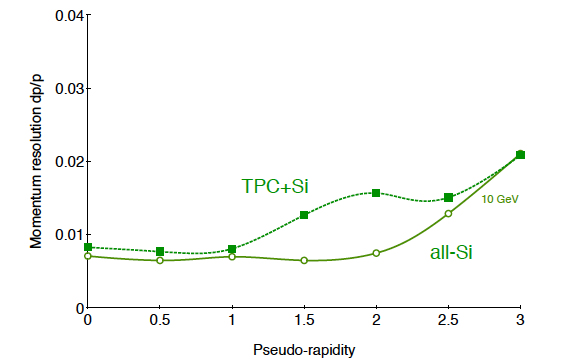 0.04
0.03
0.02
0.01
0
Momentum resolution dp/p
TPC+Si
10 GeV
all-Si
0 0.5 1 1.5 2 2.5 3
Pseudo-rapidity